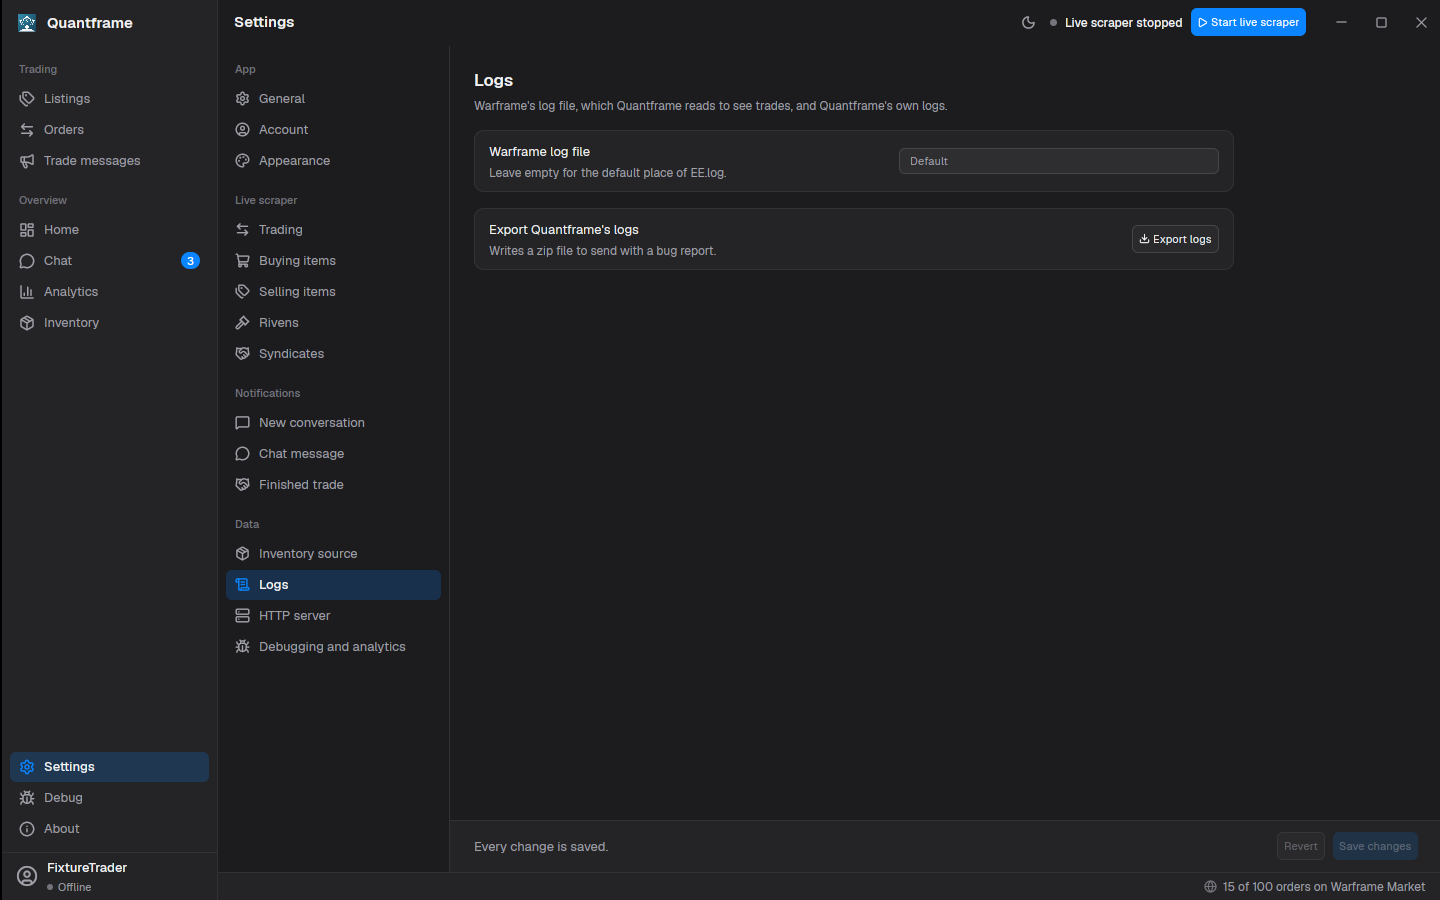 Quantframe
Settings
Live scraper stopped
Start live scraper
Trading
Listings
Orders
Trade messages
Overview
Home
Chat
3
Analytics
Inventory
Settings
Debug
About
FixtureTrader
Offline
App
General
Account
Appearance
Live scraper
Trading
Buying items
Selling items
Rivens
Syndicates
Notifications
New conversation
Chat message
Finished trade
Data
Inventory source
Logs
HTTP server
Debugging and analytics
Logs
Warframe's log file, which Quantframe reads to see trades, and Quantframe's own logs.
Warframe log file
Leave empty for the default place of EE.log.
Default
Export Quantframe's logs
Writes a zip file to send with a bug report.
Export logs
Every change is saved.
Revert
Save changes
15 of 100 orders on Warframe Market